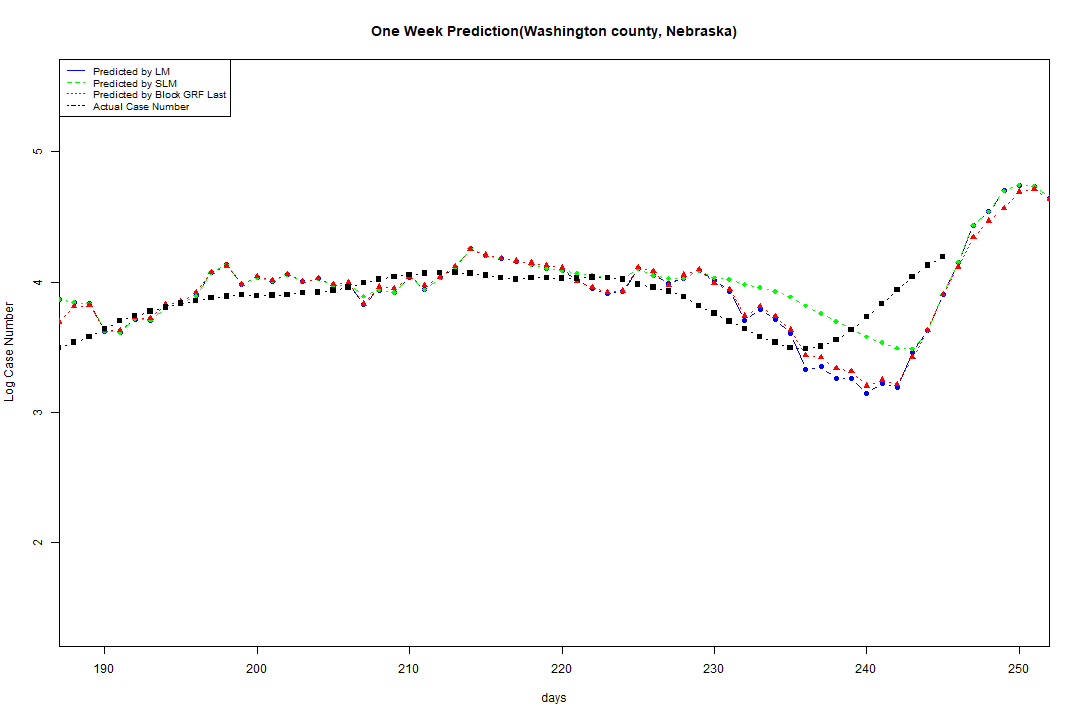 One Week Prediction(Washington county, Nebraska)
Predicted by LM
Predicted by SLM
Predicted by Block GRF Last
Actual Case Number
5
4
3
2
Log Case Number
190 200 210 220 230 240 250
days